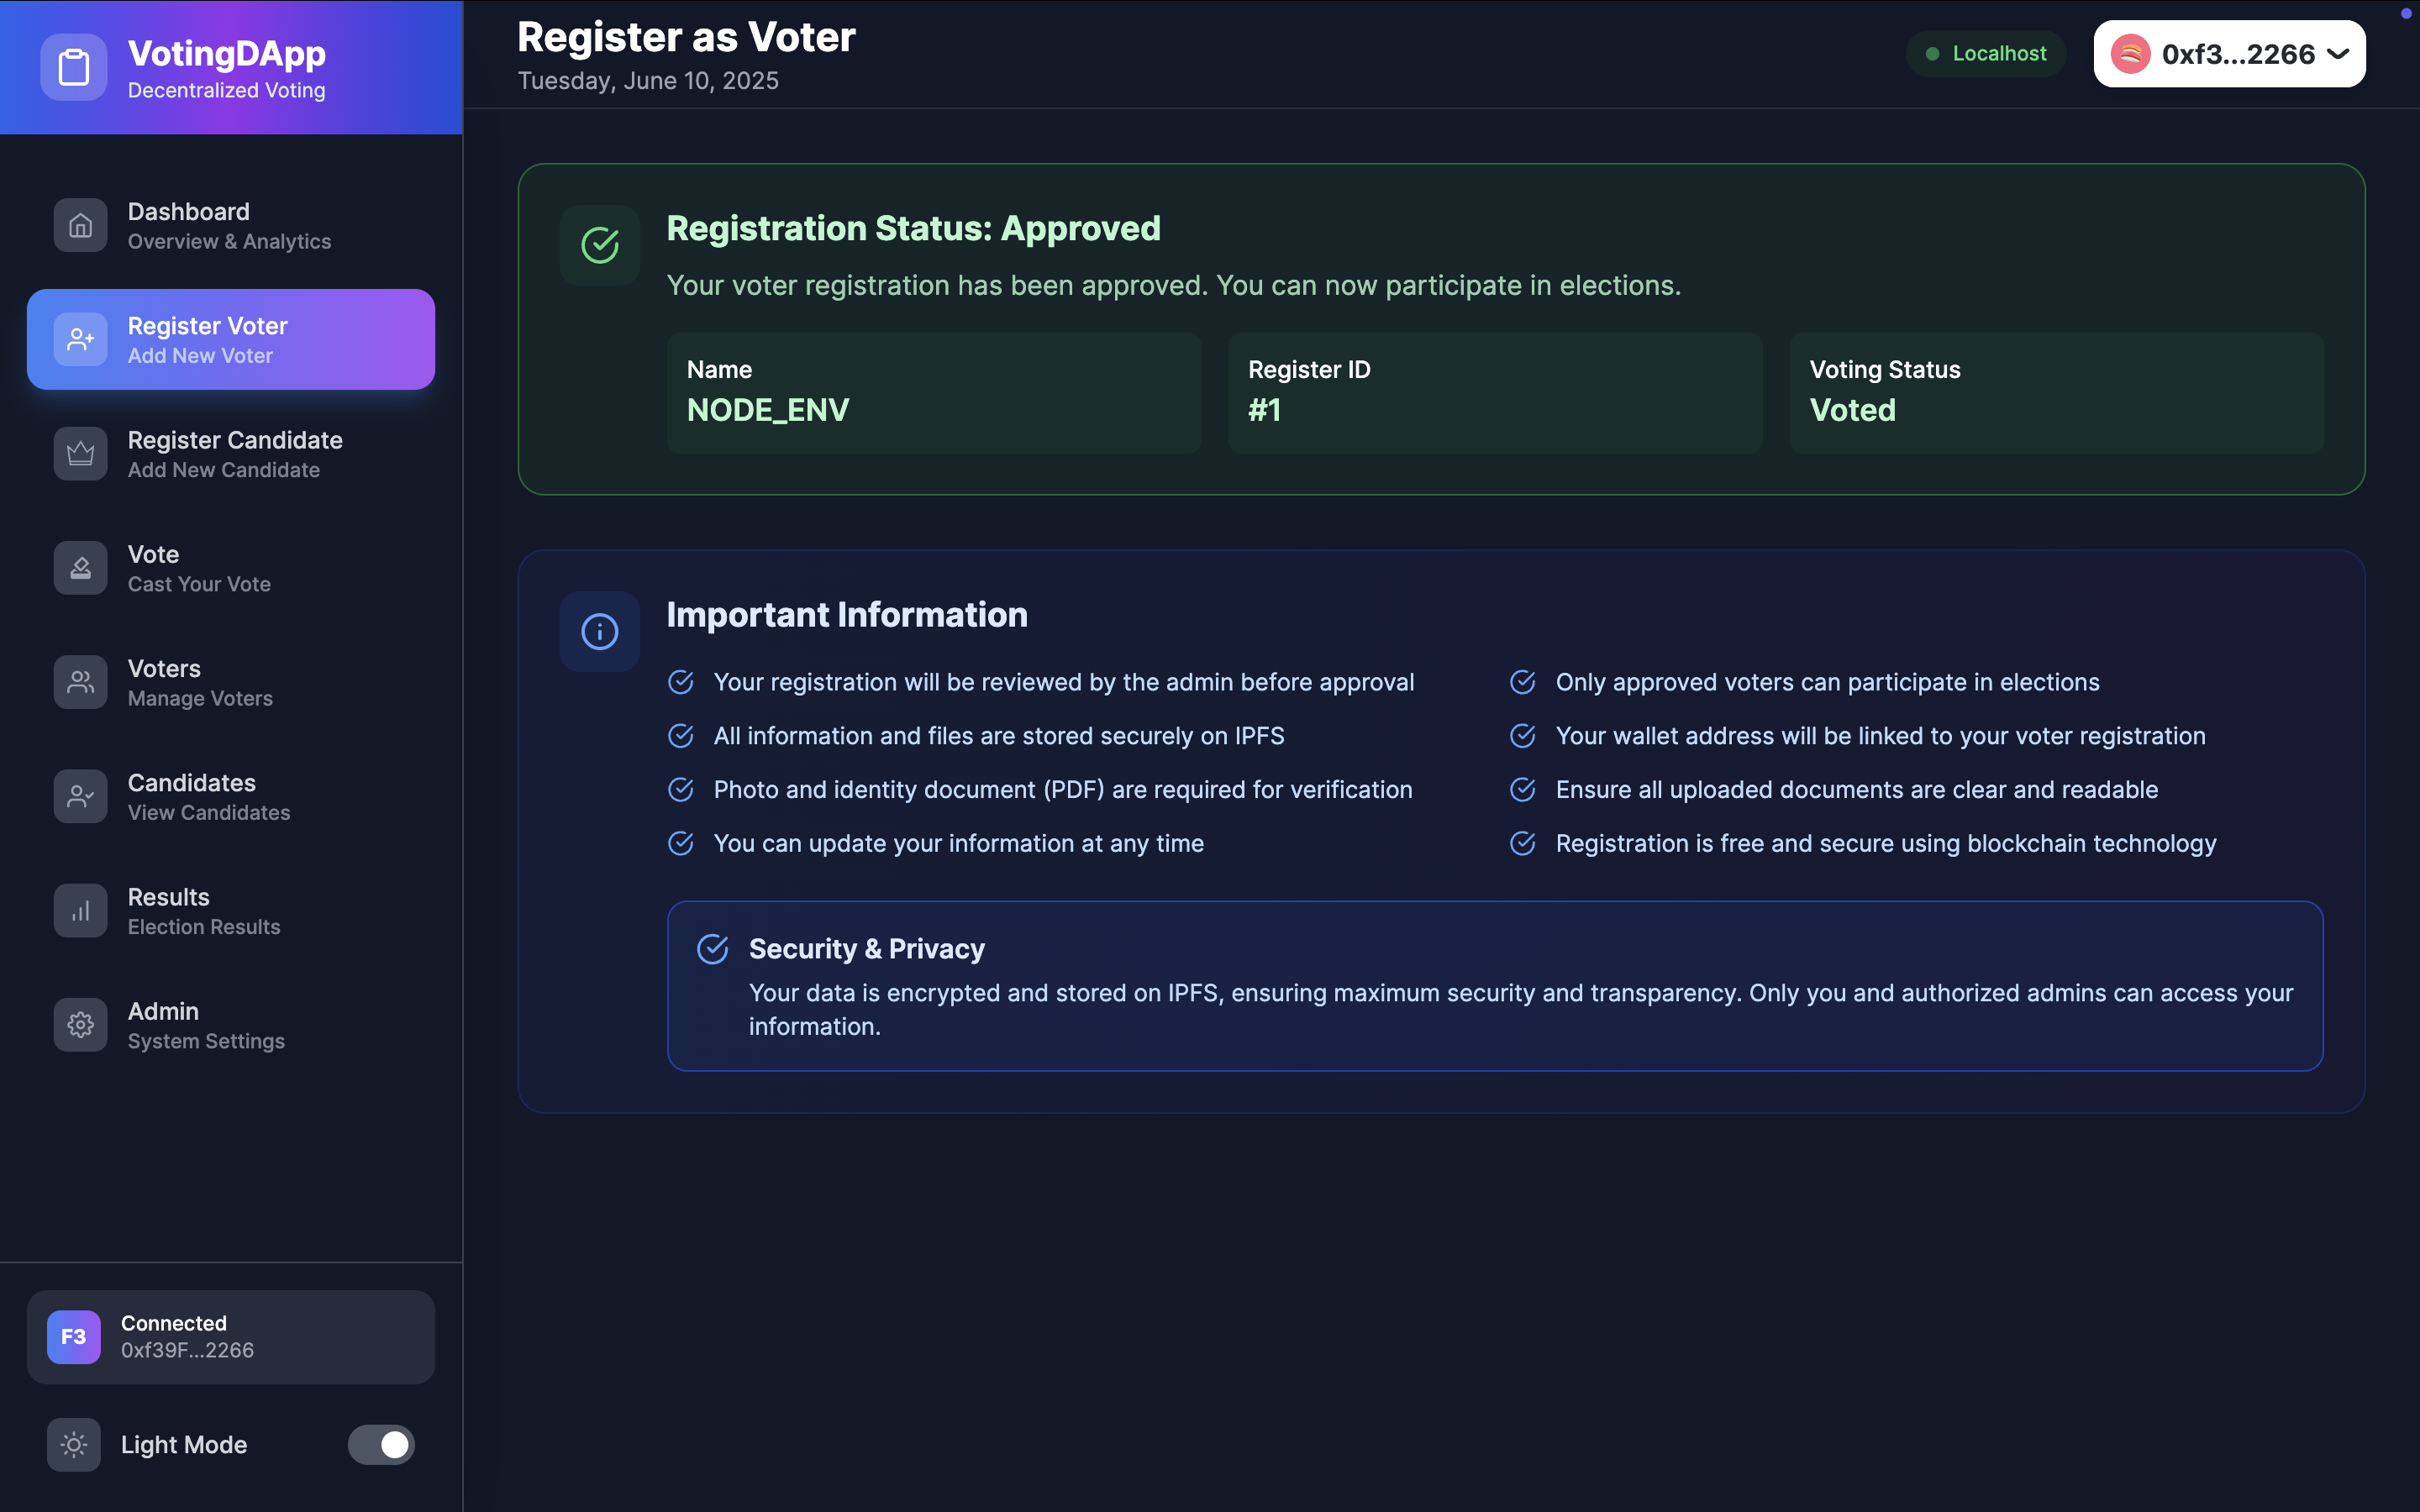 VotingDApp
Decentralized Voting
Dashboard
Overview & Analytics
Register Voter
Add New Voter
Register Candidate
Add New Candidate
Vote
Cast Your Vote
Voters
Manage Voters
Candidates
View Candidates
Results
Election Results
Admin
System Settings
F3
Connected
0xf39F...2266
Light Mode
Register as Voter
Tuesday, June 10, 2025
Localhost
0xf3...2266
Registration Status: Approved
Your voter registration has been approved. You can now participate in elections.
Name
NODE_ENV
Register ID
#1
Voting Status
Voted
Important Information
Your registration will be reviewed by the admin before approval
Only approved voters can participate in elections
All information and files are stored securely on IPFS
Your wallet address will be linked to your voter registration
Photo and identity document (PDF) are required for verification
Ensure all uploaded documents are clear and readable
You can update your information at any time
Registration is free and secure using blockchain technology
Security & Privacy
Your data is encrypted and stored on IPFS, ensuring maximum security and transparency. Only you and authorized admins can access your
information.